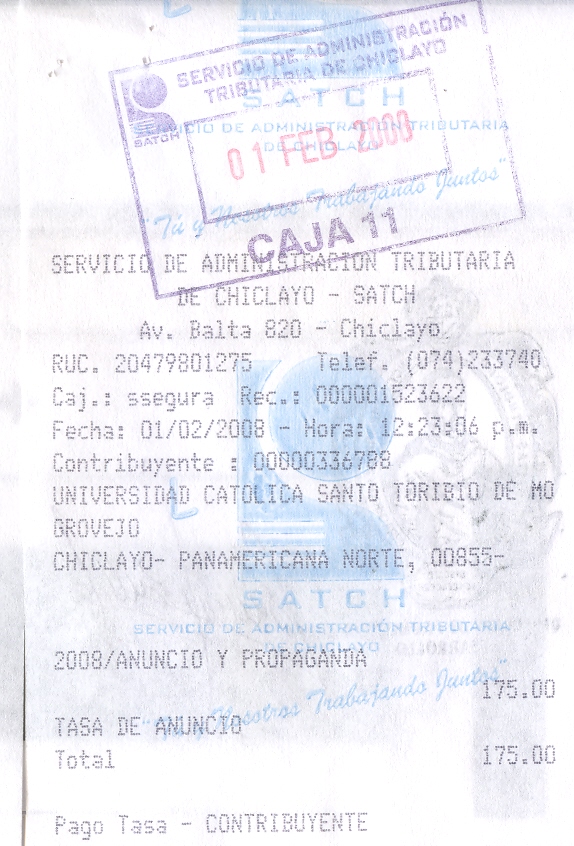 SERVICIO DE ADMINISTRACIÓN
TRIBUTARIA DE CHICLAYO
SATCH
SATCH
SERVICIO DE ADMINISTRACIÓN TRIBUTARIA
DE CHICLAYO
01 FEB 2008
"Tú y Nosotros Trabajando Juntos"
CAJA 11
SERVICIO DE ADMINISTRACION TRIBUTARIA
DE CHICLAYO - SATCH
Av. Balta 820 - Chiclayo
RUC. 20479801275 Telef. (074)233740
Caj.: ssegura Rec.: 000001523622
Fecha: 01/02/2008 - Hora: 12:23:06 p.m.
Contribuyente : 00000336788
UNIVERSIDAD CATOLICA SANTO TORIBIO DE MO
GROVEJO
CHICLAYO- PANAMERICANA NORTE, 00855-
SATCH
SERVICIO DE ADMINISTRACIÓN TRIBUTARIA
DE CHICLAYO
2008/ANUNCIO Y PROPAGANDA
175.00
"Tú y Nosotros Trabajando Juntos"
TASA DE ANUNCIO
Total 175.00
Pago Tasa - CONTRIBUYENTE